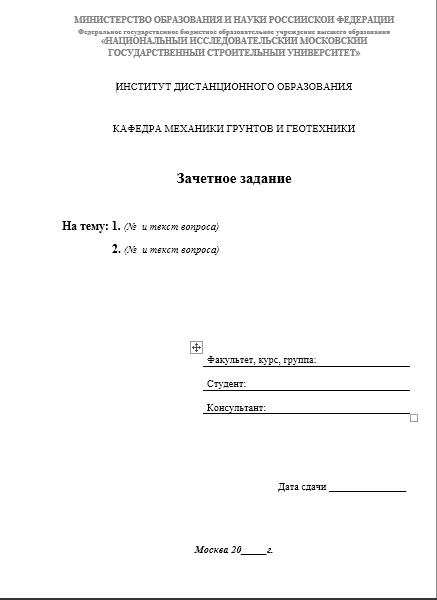 МИНИСТЕРСТВО ОБРАЗОВАНИЯ И НАУКИ РОССИЙСКОЙ ФЕДЕРАЦИИ
Федеральное государственное бюджетное образовательное учреждение высшего образования
«НАЦИОНАЛЬНЫЙ ИССЛЕДОВАТЕЛЬСКИЙ МОСКОВСКИЙ
ГОСУДАРСТВЕННЫЙ СТРОИТЕЛЬНЫЙ УНИВЕРСИТЕТ»
ИНСТИТУТ ДИСТАНЦИОННОГО ОБРАЗОВАНИЯ
КАФЕДРА МЕХАНИКИ ГРУНТОВ И ГЕОТЕХНИКИ
Зачетное задание
На тему: 1. (№ и текст вопроса)
2. (№ и текст вопроса)
Факультет, курс, группа:
Студент:
Консультант:
Дата сдачи _______________
Москва 20_____г.